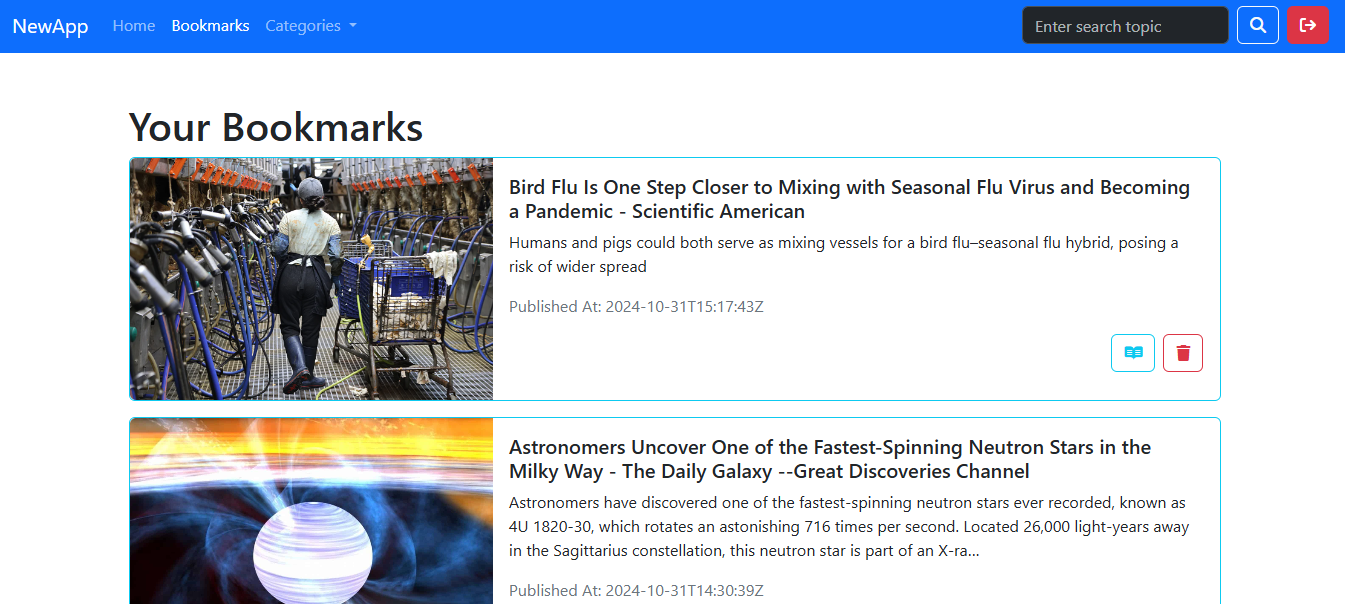 NewApp Home Bookmarks Categories Enter search topic
Your Bookmarks
Bird Flu Is One Step Closer to Mixing with Seasonal Flu Virus and Becoming
a Pandemic - Scientific American
Humans and pigs could both serve as mixing vessels for a bird flu–seasonal flu hybrid, posing a
risk of wider spread
Published At: 2024-10-31T15:17:43Z
Astronomers Uncover One of the Fastest-Spinning Neutron Stars in the
Milky Way - The Daily Galaxy --Great Discoveries Channel
Astronomers have discovered one of the fastest-spinning neutron stars ever recorded, known as
4U 1820-30, which rotates an astonishing 716 times per second. Located 26,000 light-years away
in the Sagittarius constellation, this neutron star is part of an X-ra...
Published At: 2024-10-31T14:30:39Z